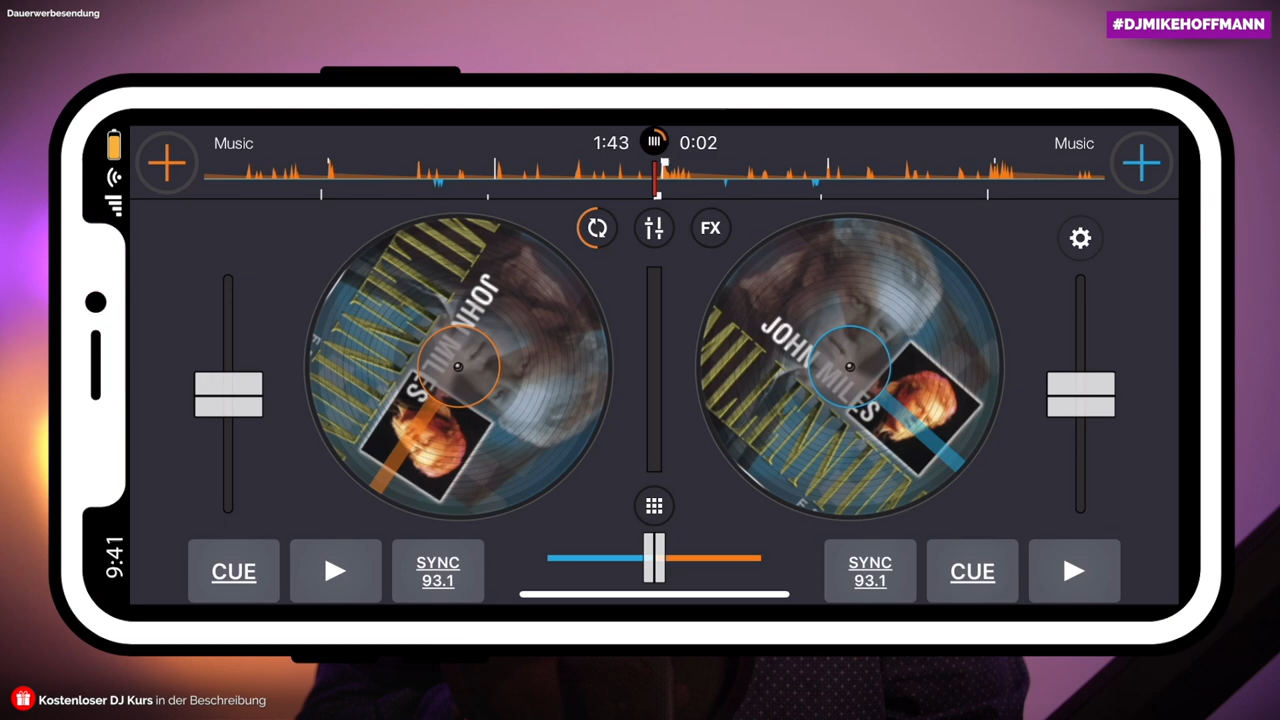 Dauerwerbesendung
#DJMIKEHOFFMANN
Music
1:43
0:02
Music
FX
JOHN MILES
JOHN MILES
9:41
CUE
SYNC
93.1
SYNC
93.1
CUE
Kostenloser DJ Kurs in der Beschreibung